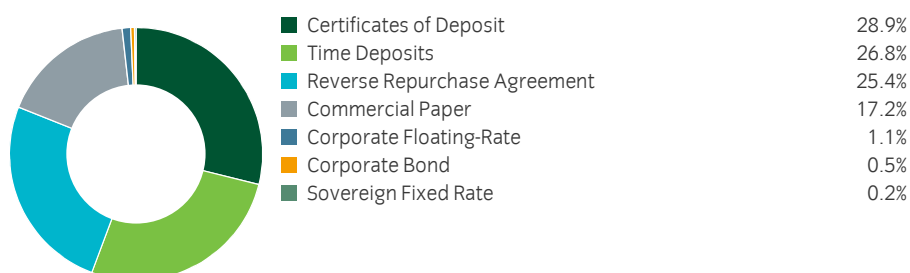 Certificates of Deposit 28.9%
Time Deposits 26.8%
Reverse Repurchase Agreement 25.4%
Commercial Paper 17.2%
Corporate Floating-Rate 1.1%
Corporate Bond 0.5%
Sovereign Fixed Rate 0.2%